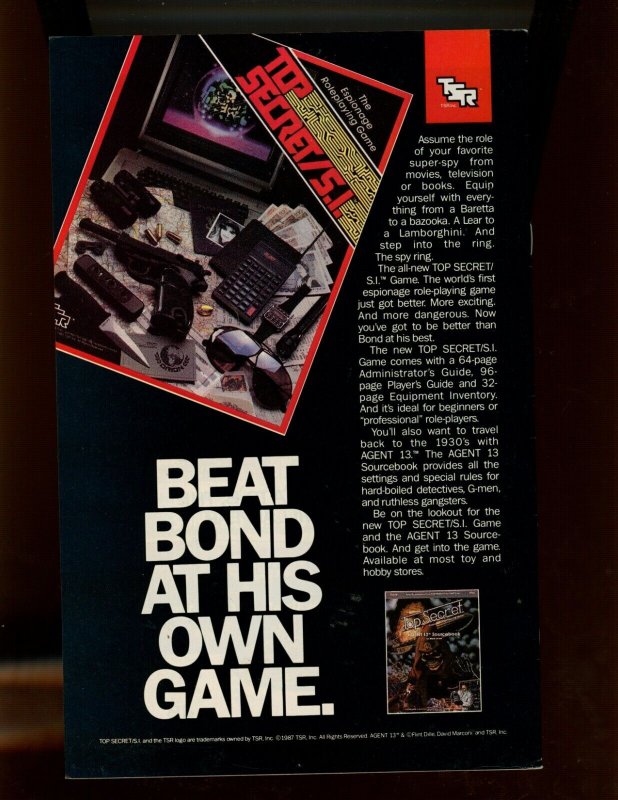 The
Espionage
Roleplaying Game
TOP
SECRET/S.I.
TSR
TSR, Inc.
Assume the role
of your favorite
super-spy from
movies, television
or books. Equip
yourself with every-
thing from a Baretta
to a bazooka. A Lear to
a Lamborghini. And
step into the ring.
The spy ring.
The all-new TOP SECRET/
S.I.™ Game. The world's first
espionage role-playing game
just got better. More exciting.
And more dangerous. Now
you've got to be better than
Bond at his best.
The new TOP SECRET/S.I.
Game comes with a 64-page
Administrator's Guide, 96-
page Player's Guide and 32-
page Equipment Inventory.
And it's ideal for beginners or
"professional" role-players.
You'll also want to travel
back to the 1930's with
AGENT 13.™ The AGENT 13
Sourcebook provides all the
settings and special rules for
hard-boiled detectives, G-men,
and ruthless gangsters.
Be on the lookout for the
new TOP SECRET/S.I. Game
and the AGENT 13 Source-
book. And get into the game.
Available at most toy and
hobby stores.
TSR
ORION
BEAT
BOND
AT HIS
OWN
GAME.
Top Secret
AGENT 13™ Sourcebook
TOP SECRET/S.I. and the TSR logo are trademarks owned by TSR, Inc. ©1987 TSR, Inc. All Rights Reserved. AGENT 13™ & ©Flint Dille, David Marconi and TSR, Inc.